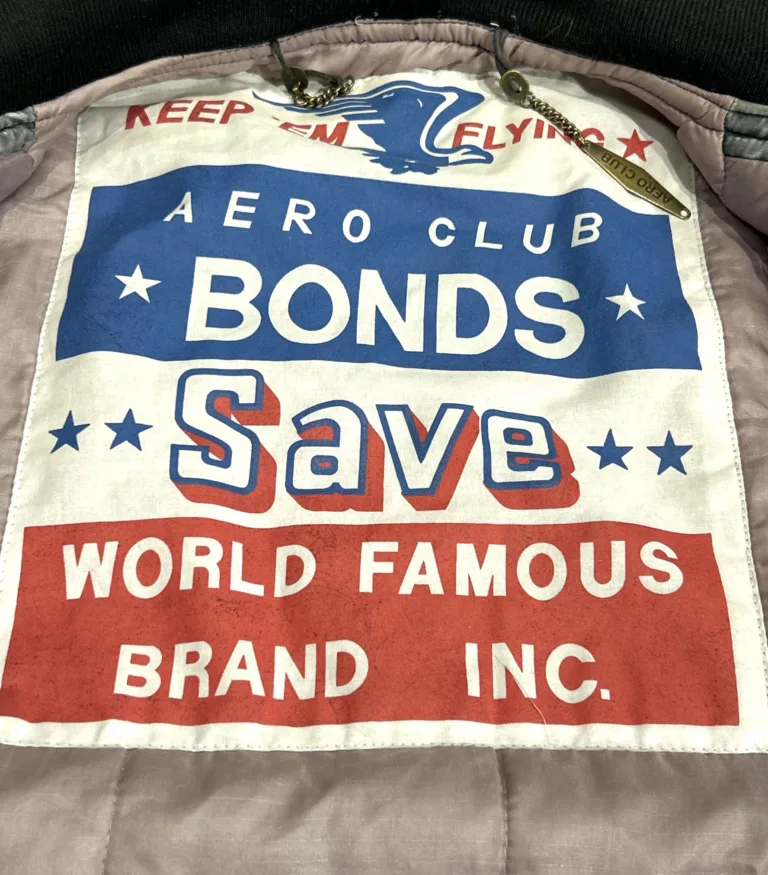 KEEP 'EM FLYING
AERO CLUB
AERO CLUB
BONDS
Save
WORLD FAMOUS
BRAND INC.